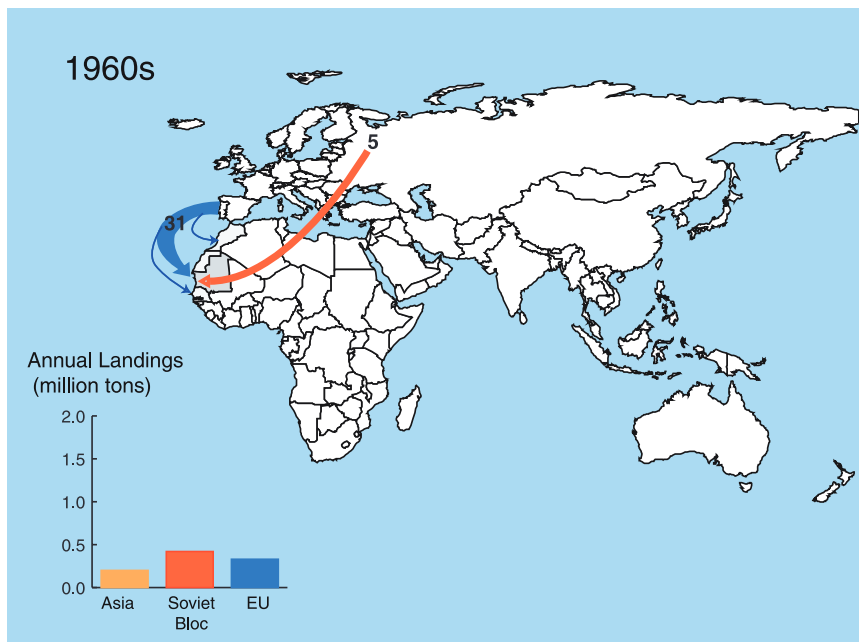 1960s
5
31
Annual Landings
(million tons)
2.0
1.5
1.0
0.5
0.0
Asia
Soviet
Bloc
EU